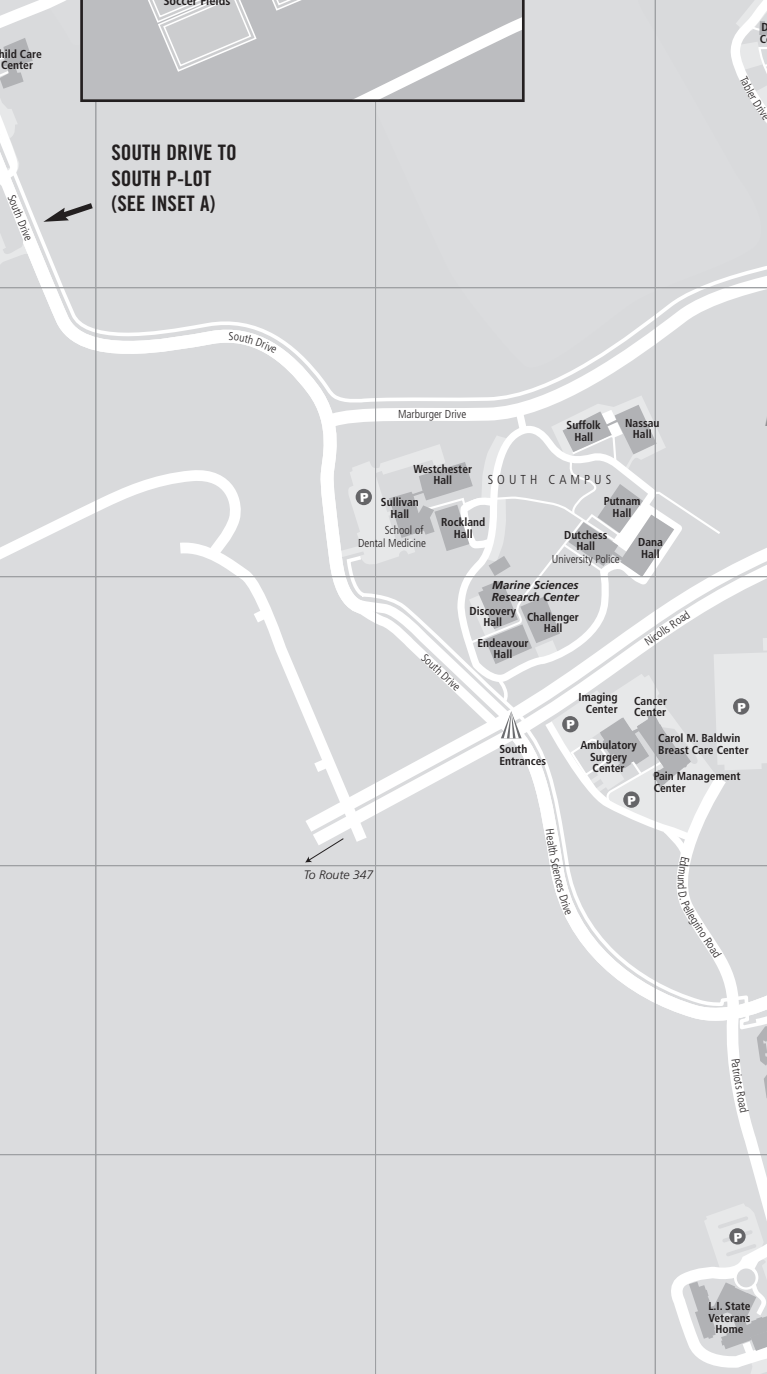 Soccer Fields
hild Care
Center
D
C
Tabler Drive
SOUTH DRIVE TO
SOUTH P-LOT
(SEE INSET A)
South Drive
South Drive
Marburger Drive
Suffolk
Hall
Nassau
Hall
Westchester
Hall
SOUTH CAMPUS
P
Sullivan
Hall
School of
Dental Medicine
Rockland
Hall
Putnam
Hall
Dutchess
Hall
University Police
Dana
Hall
Marine Sciences
Research Center
Discovery
Hall
Challenger
Hall
Endeavour
Hall
Nicolls Road
South Drive
Imaging
Center
Cancer
Center
P
P
South
Entrances
Ambulatory
Surgery
Center
Carol M. Baldwin
Breast Care Center
Pain Management
Center
P
To Route 347
Health Sciences Drive
Edmund D. Pellegrino Road
Patriots Road
P
L.I. State
Veterans
Home